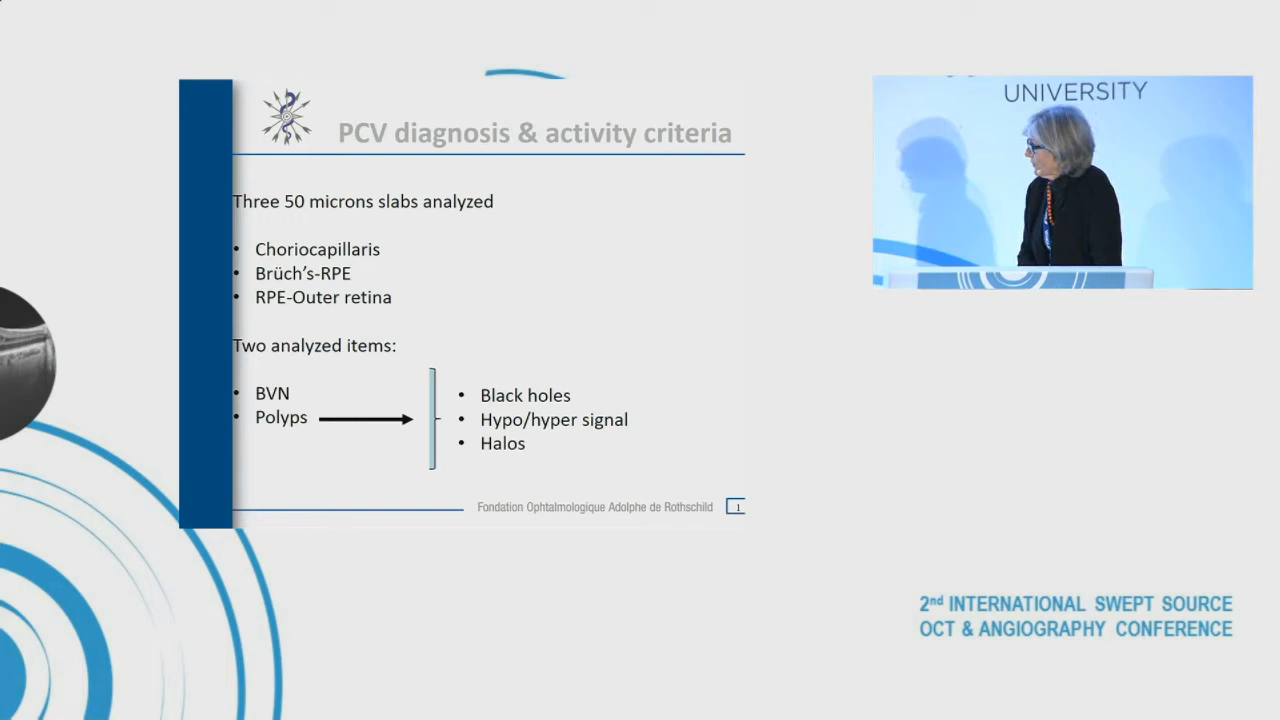 UNIVERSITY
PCV diagnosis & activity criteria
Three 50 microns slabs analyzed
• Choriocapillaris
• Brüch’s-RPE
• RPE-Outer retina
Two analyzed items:
• BVN
• Polyps
• Black holes
• Hypo/hyper signal
• Halos
Fondation Ophtalmologique Adolphe de Rothschild
1
2nd INTERNATIONAL SWEPT SOURCE
OCT & ANGIOGRAPHY CONFERENCE